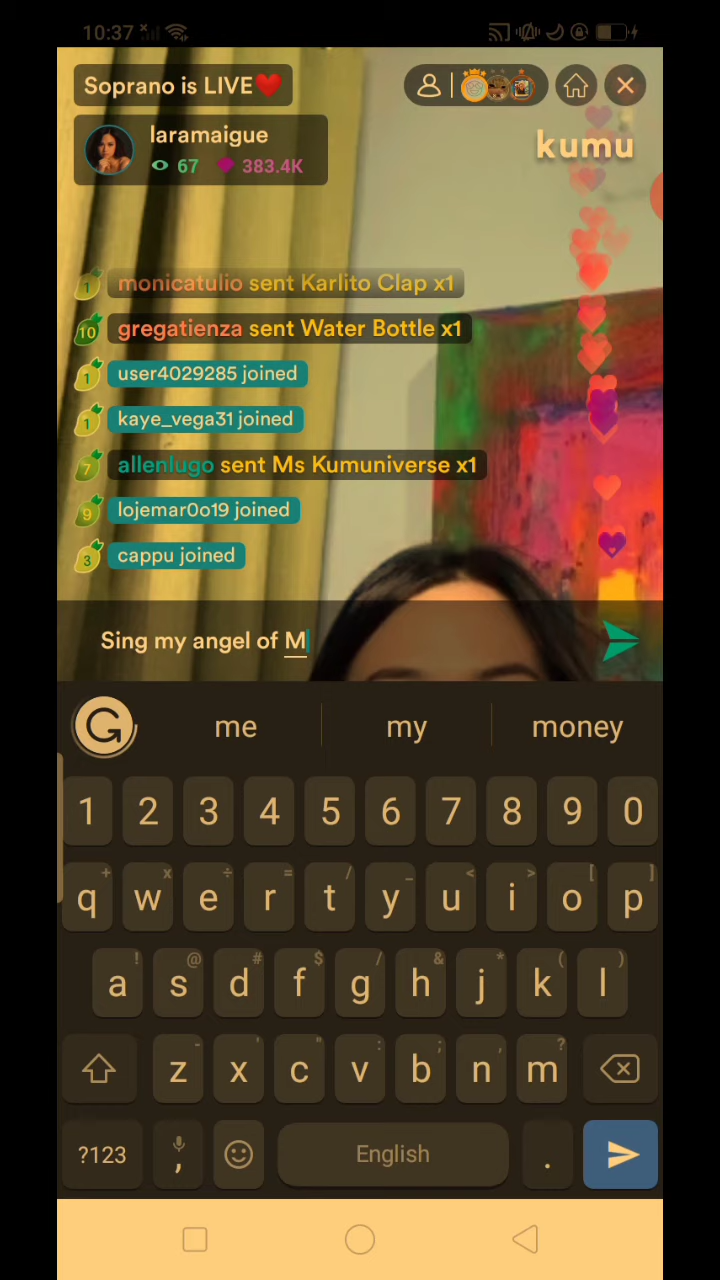 10:37
Soprano is LIVE❤️
laramaigue
67 383.4K
kumu
1 monicatulio sent Karlito Clap x1
10 gregatienza sent Water Bottle x1
1 user4029285 joined
1 kaye_vega31 joined
7 allenlugo sent Ms Kumuniverse x1
9 lojemar0o19 joined
3 cappu joined
Sing my angel of M
me my money
1 2 3 4 5 6 7 8 9 0
+ x ÷ = / _ < > [ ]
q w e r t y u i o p
! @ # $ / & * ( )
a s d f g h j k l
- ' " : ; , ?
z x c v b n m
?123 , English .